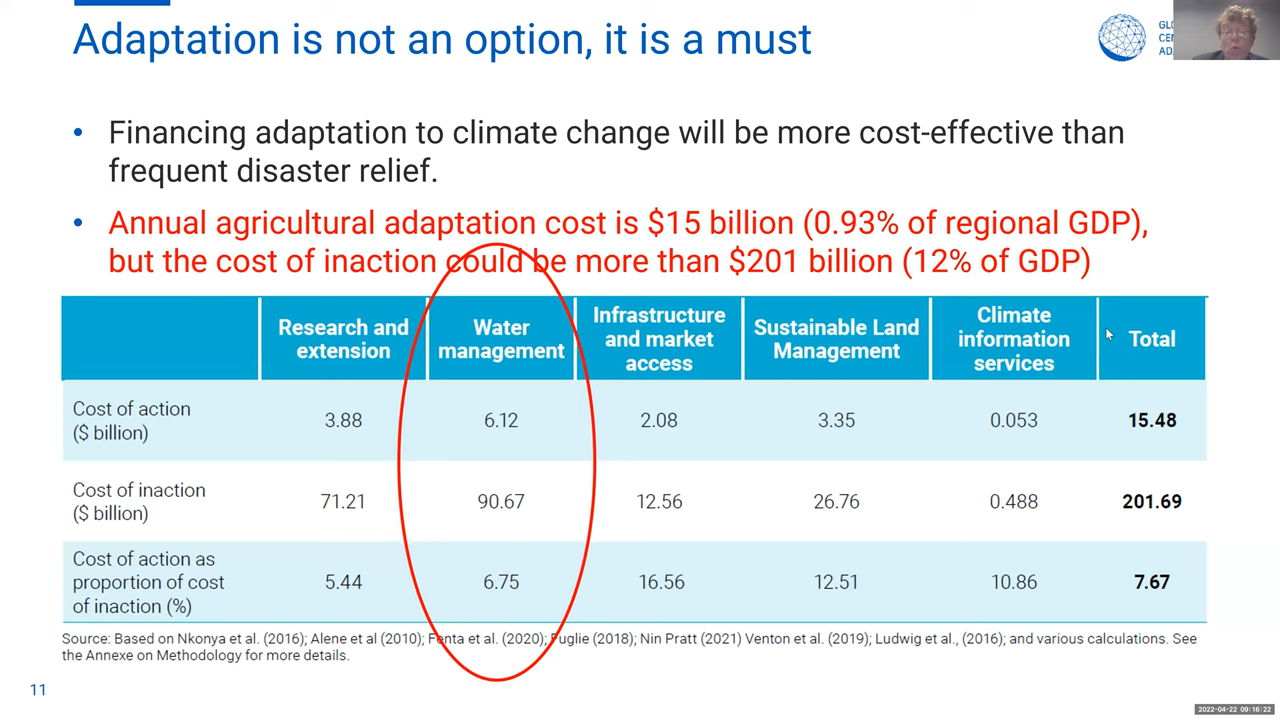 Adaptation is not an option, it is a must
• Financing adaptation to climate change will be more cost-effective than
frequent disaster relief.
• Annual agricultural adaptation cost is $15 billion (0.93% of regional GDP),
but the cost of inaction could be more than $201 billion (12% of GDP)
Research and
extension
Water
management
Infrastructure
and market
access
Sustainable Land
Management
Climate
information
services
Total
Cost of action
($ billion)
3.88
6.12
2.08
3.35
0.053
15.48
Cost of inaction
($ billion)
71.21
90.67
12.56
26.76
0.488
201.69
Cost of action as
proportion of cost
of inaction (%)
5.44
6.75
16.56
12.51
10.86
7.67
Source: Based on Nkonya et al. (2016); Alene et al (2010); Fenta et al. (2020); Fuglie (2018); Nin Pratt (2021) Venton et al. (2019); Ludwig et al., (2016); and various calculations. See
the Annexe on Methodology for more details.
11
2022-04-22 09:16:22